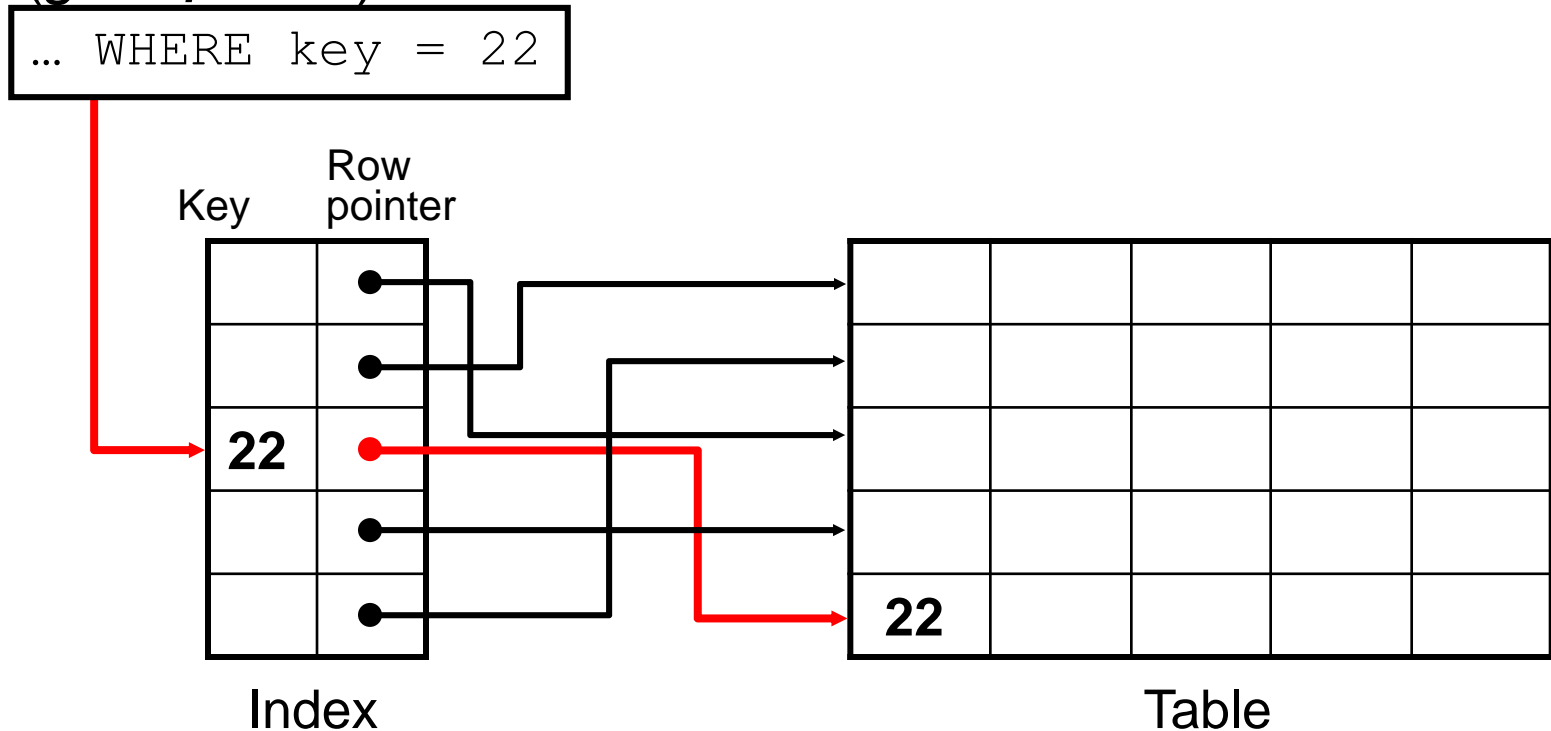 … WHERE key = 22
Row
Key pointer
22
22
Index Table